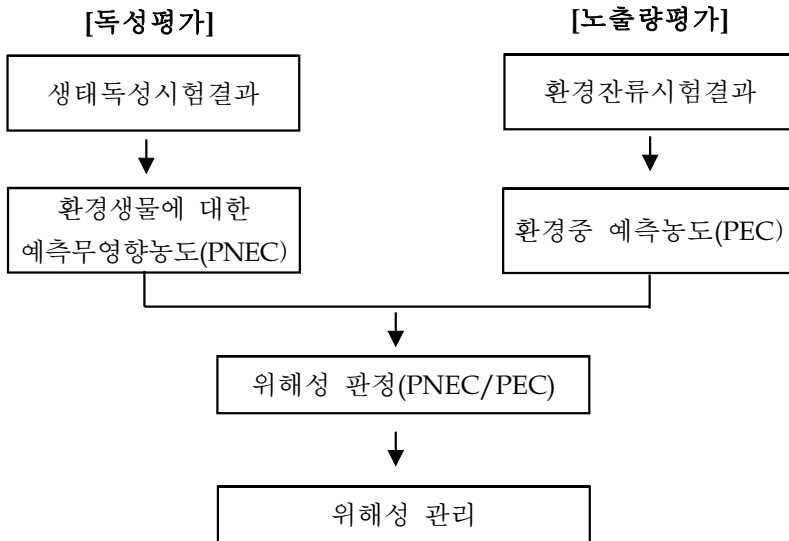 [독성평가]
[노출량평가]
생태독성시험결과
환경잔류시험결과
환경생물에 대한
예측무영향농도(PNEC)
환경중 예측농도(PEC)
위해성 판정(PNEC/PEC)
위해성 관리